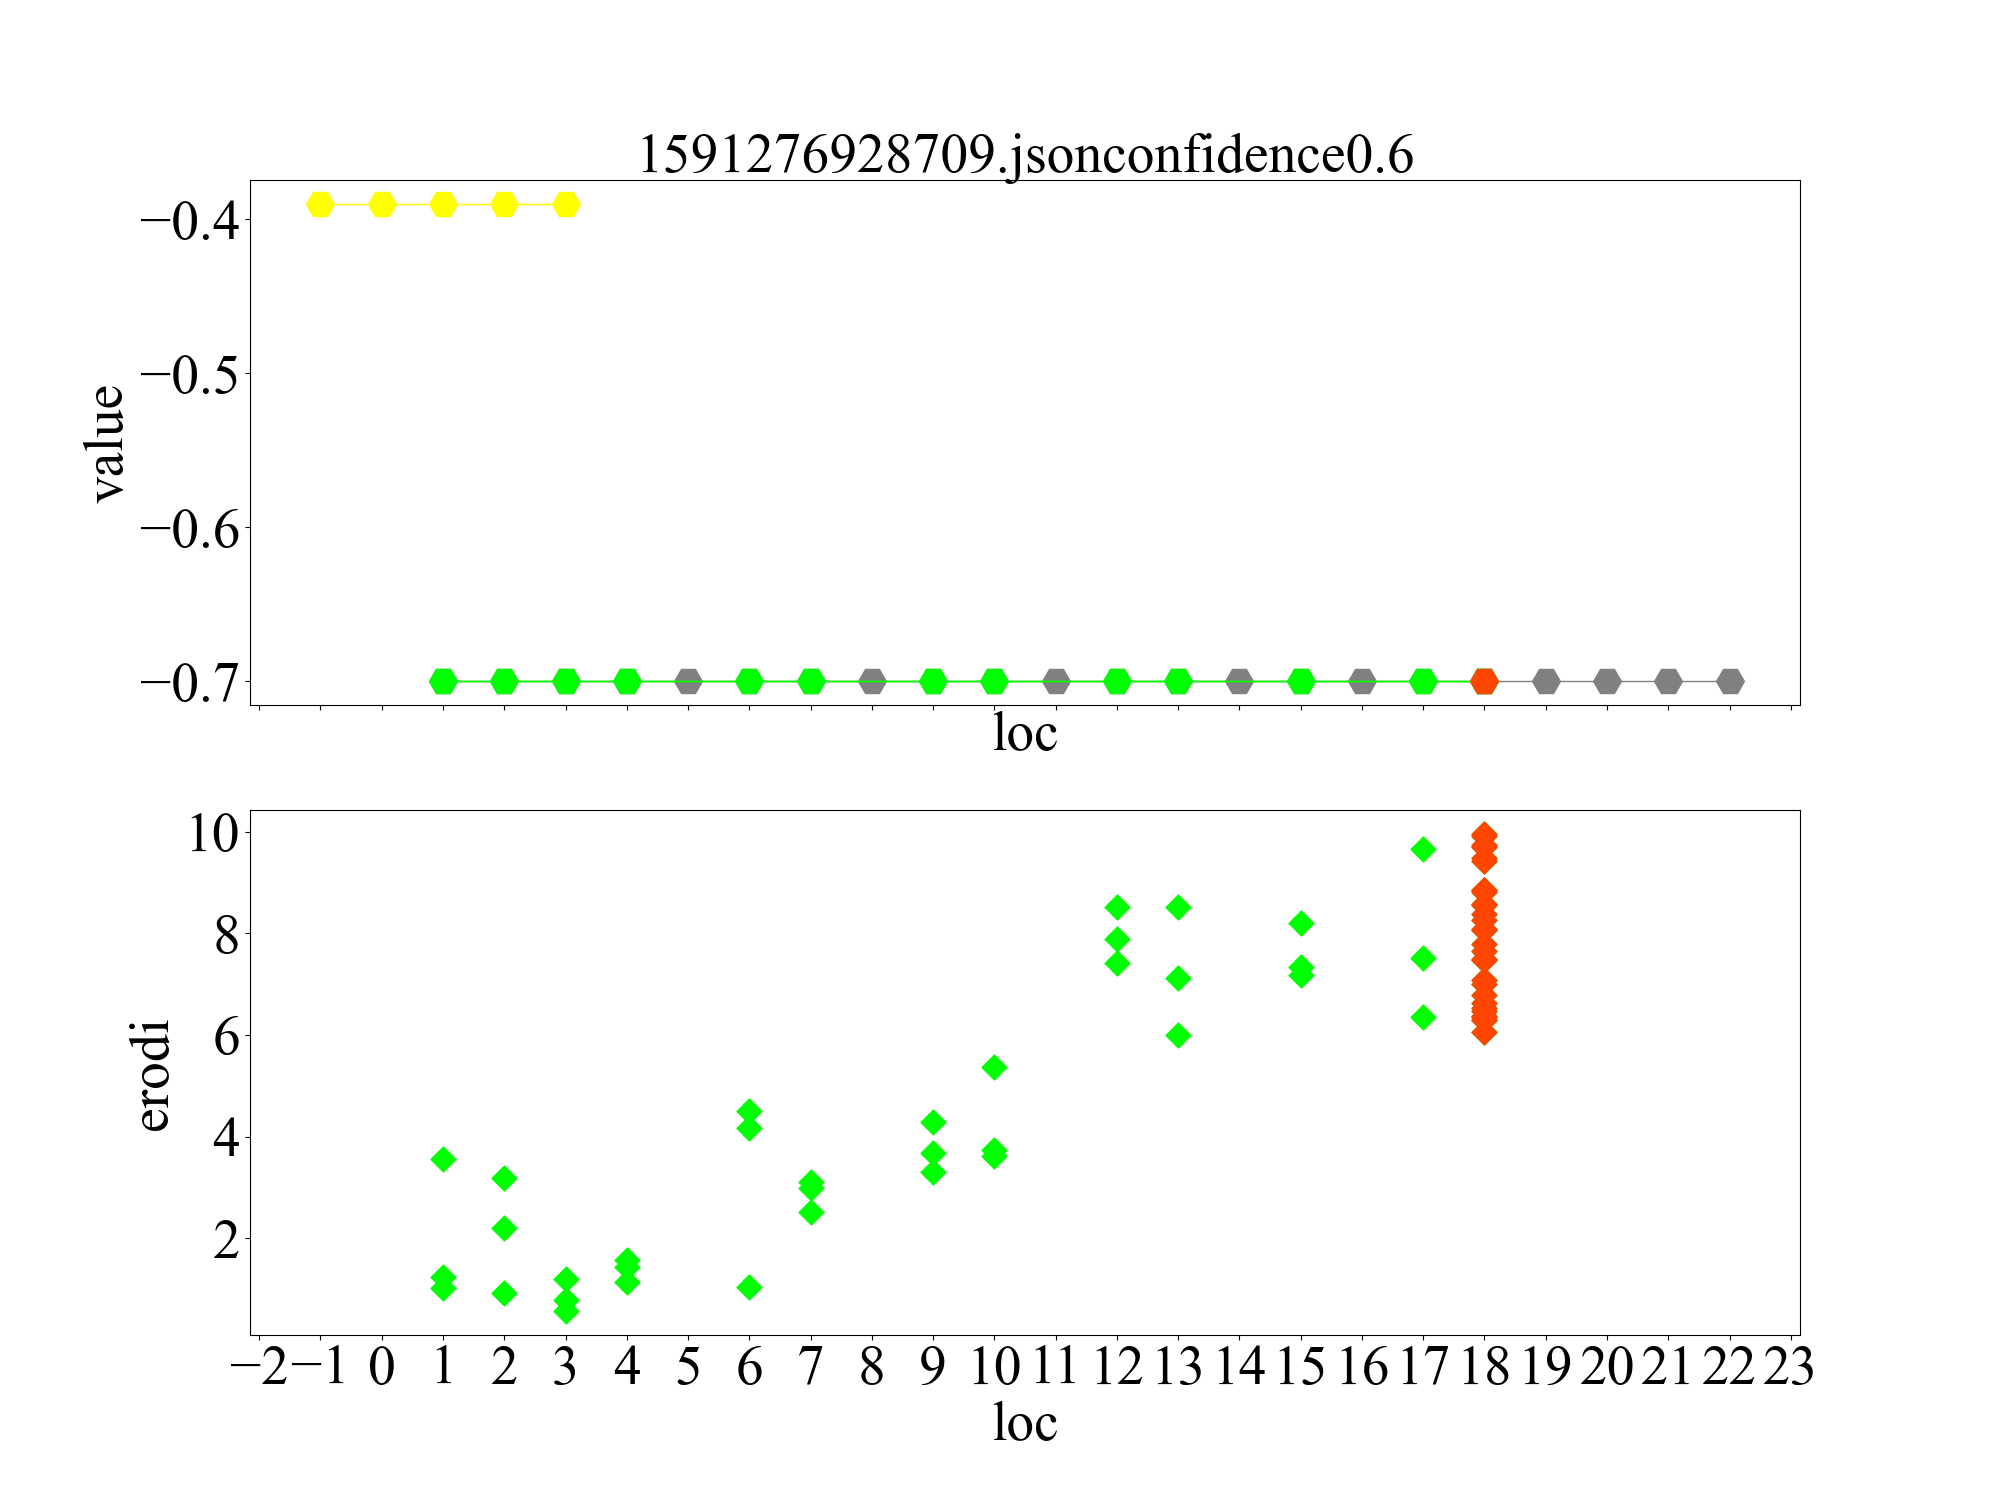 1591276928709.jsonconfidence0.6
−0.4
−0.5
−0.6
−0.7
value
loc
10
8
6
4
2
erodi
−2 −1 0 1 2 3 4 5 6 7 8 9 10 11 12 13 14 15 16 17 18 19 20 21 22 23
loc